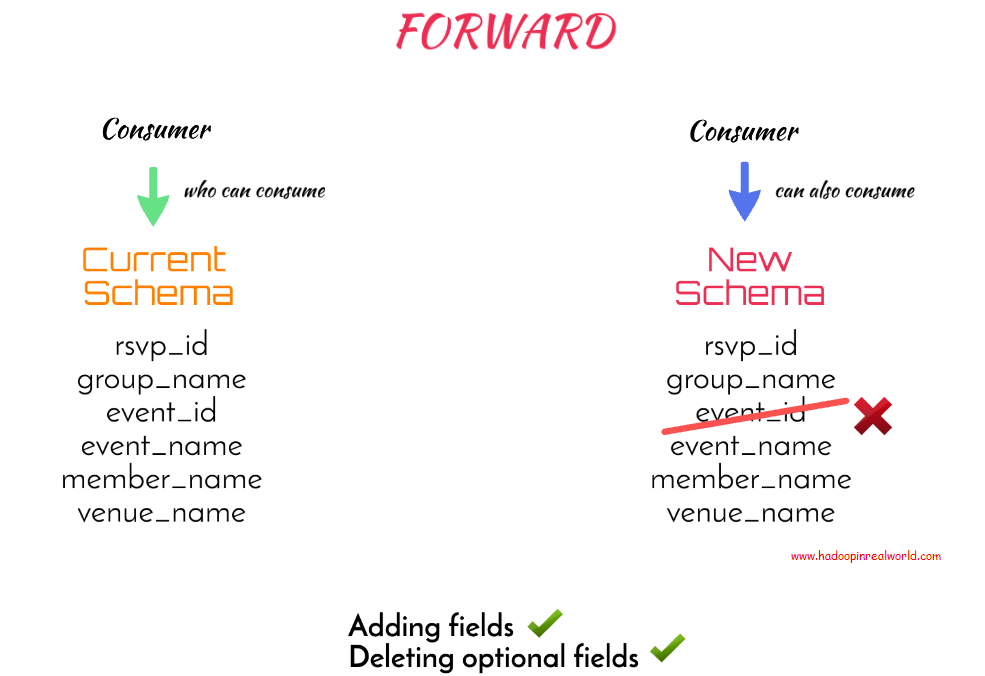 FORWARD
Consumer
who can consume
Current
Schema
rsvp_id
group_name
event_id
event_name
member_name
venue_name
Consumer
can also consume
New
Schema
rsvp_id
group_name
event_id
event_name
member_name
venue_name
www.hadoopinrealworld.com
Adding fields
Deleting optional fields